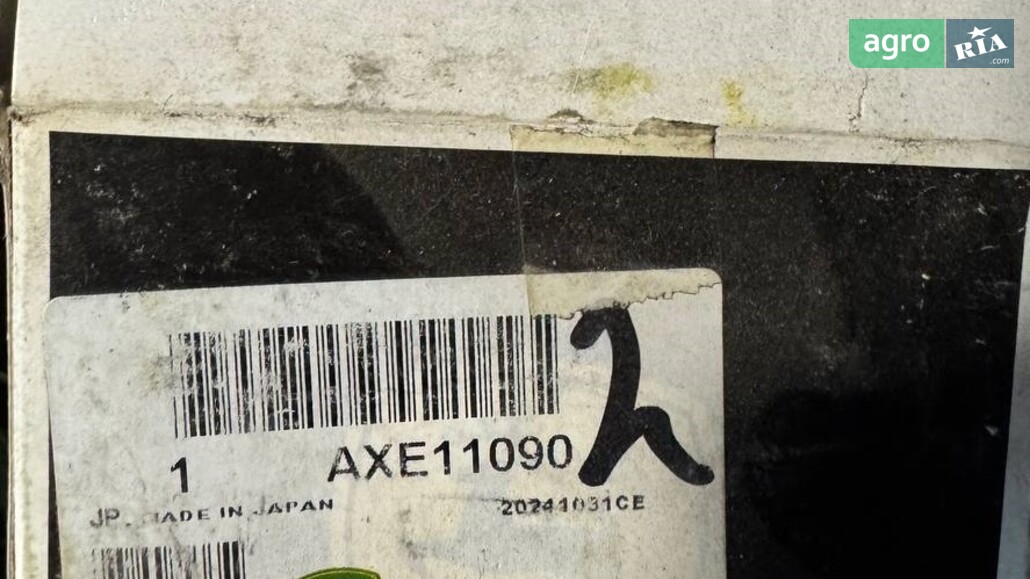 agro RIA.com
1 AXE11090
JP. MADE IN JAPAN 20241031CE